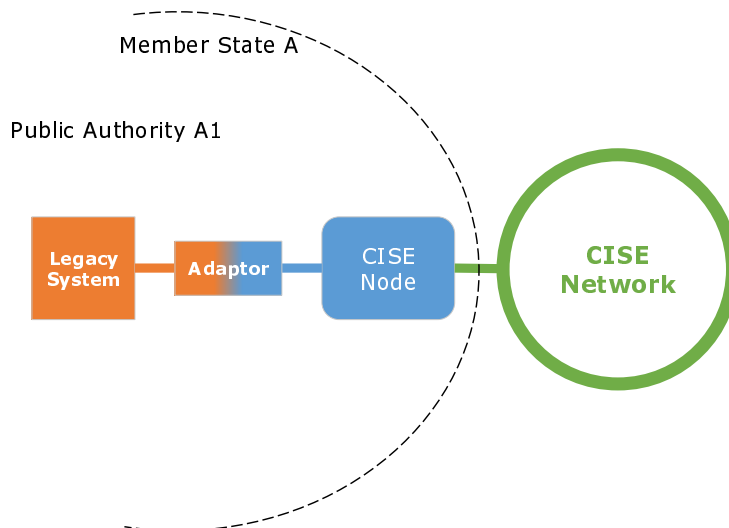 Member State A
Public Authority A1
Legacy
System
Adaptor
CISE
Node
CISE
Network